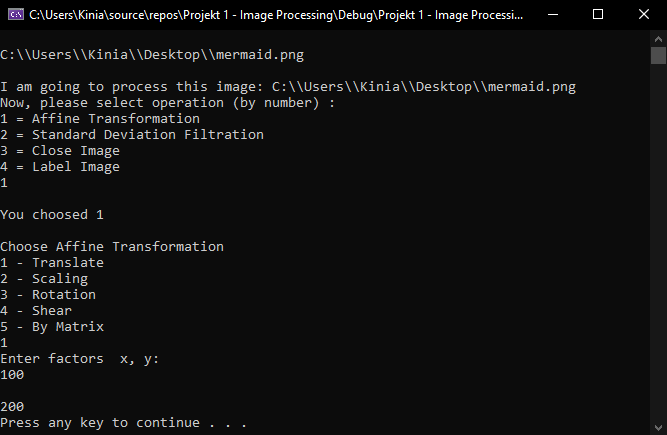 C:\Users\Kinia\source\repos\Projekt 1 - Image Processing\Debug\Projekt 1 - Image Processi...
C:\\Users\\Kinia\\Desktop\\mermaid.png
I am going to process this image: C:\\Users\\Kinia\\Desktop\\mermaid.png
Now, please select operation (by number) :
1 = Affine Transformation
2 = Standard Deviation Filtration
3 = Close Image
4 = Label Image
1
You choosed 1
Choose Affine Transformation
1 - Translate
2 - Scaling
3 - Rotation
4 - Shear
5 - By Matrix
1
Enter factors  x, y:
100
200
Press any key to continue . . .